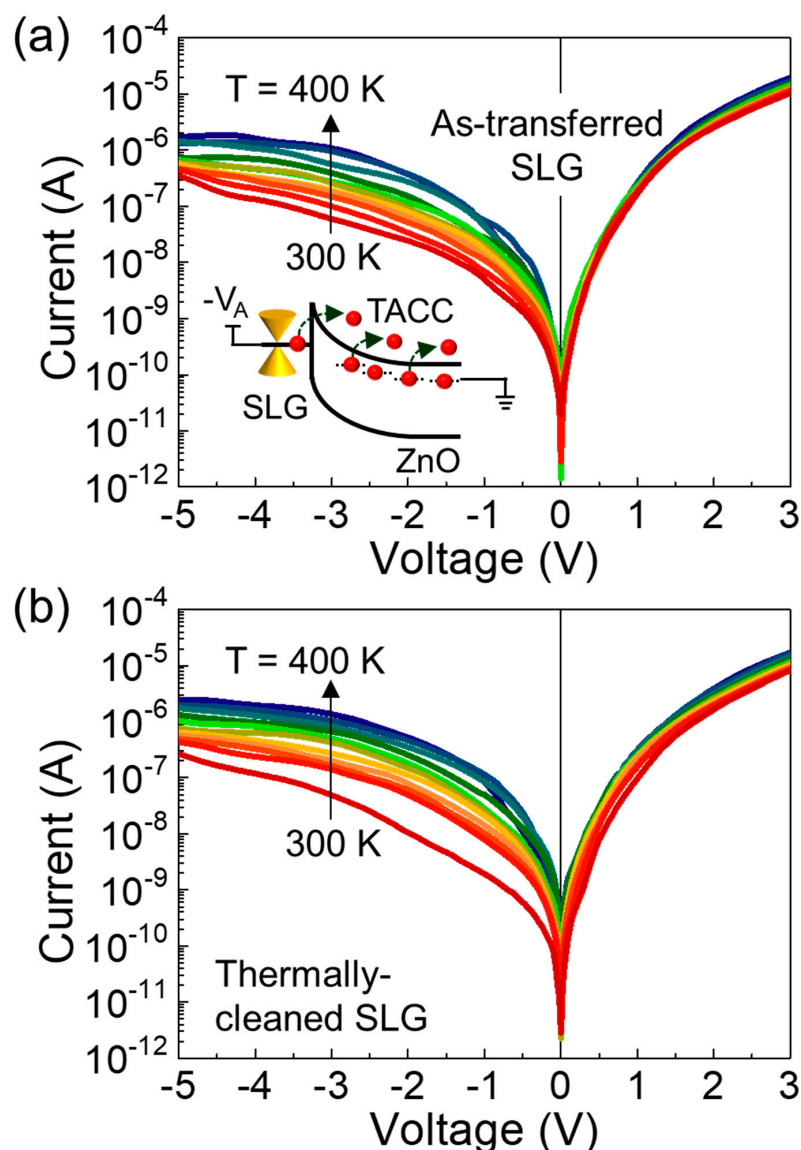 (a)
10⁻⁴
10⁻⁵
10⁻⁶
10⁻⁷
10⁻⁸
10⁻⁹
10⁻¹⁰
10⁻¹¹
10⁻¹²
Current (A)
T = 400 K
300 K
As-transferred
SLG
-V_A
TACC
SLG
ZnO
-5 -4 -3 -2 -1 0 1 2 3
Voltage (V)
(b)
10⁻⁴
10⁻⁵
10⁻⁶
10⁻⁷
10⁻⁸
10⁻⁹
10⁻¹⁰
10⁻¹¹
10⁻¹²
Current (A)
T = 400 K
300 K
Thermally-
cleaned SLG
-5 -4 -3 -2 -1 0 1 2 3
Voltage (V)